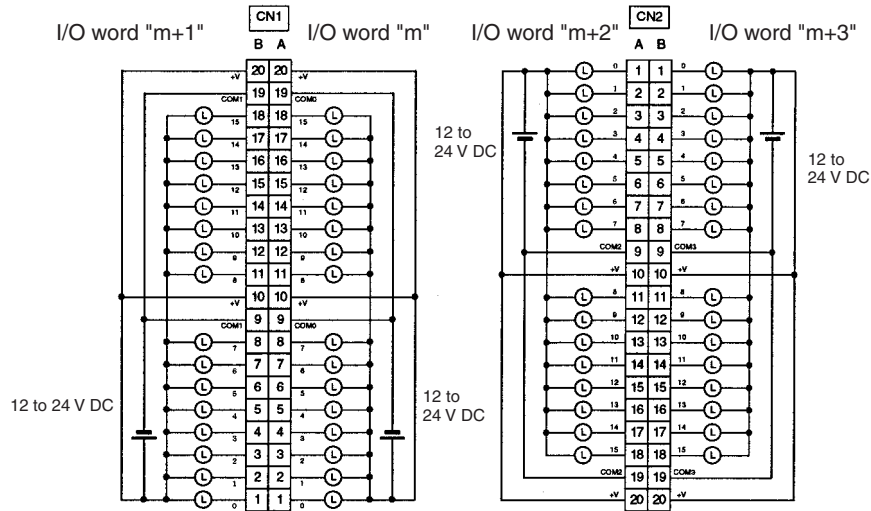 CN1
CN2
I/O word "m+1"
I/O word "m"
I/O word "m+2"
I/O word "m+3"
B A
A B
+V 20 20 +V
COM1 19 19 COM0
15 18 18 15
14 17 17 14
13 16 16 13
12 15 15 12
11 14 14 11
10 13 13 10
9 12 12 9
8 11 11 8
+V 10 10 +V
COM1 9 9 COM0
7 8 8 7
6 7 7 6
5 6 6 5
4 5 5 4
3 4 4 3
2 3 3 2
1 2 2 1
0 1 1 0
L L L L L L L L L L L L L L L L
L L L L L L L L L L L L L L L L
12 to 24 V DC
12 to
24 V DC
0 1 1 0
1 2 2 1
2 3 3 2
3 4 4 3
4 5 5 4
5 6 6 5
6 7 7 6
7 8 8 7
COM2 9 9 COM3
+V 10 10 +V
8 11 11 8
9 12 12 9
10 13 13 10
11 14 14 11
12 15 15 12
13 16 16 13
14 17 17 14
15 18 18 15
COM2 19 19 COM3
+V 20 20 +V
L L L L L L L L L L L L L L L L
L L L L L L L L L L L L L L L L
12 to
24 V DC
12 to
24 V DC